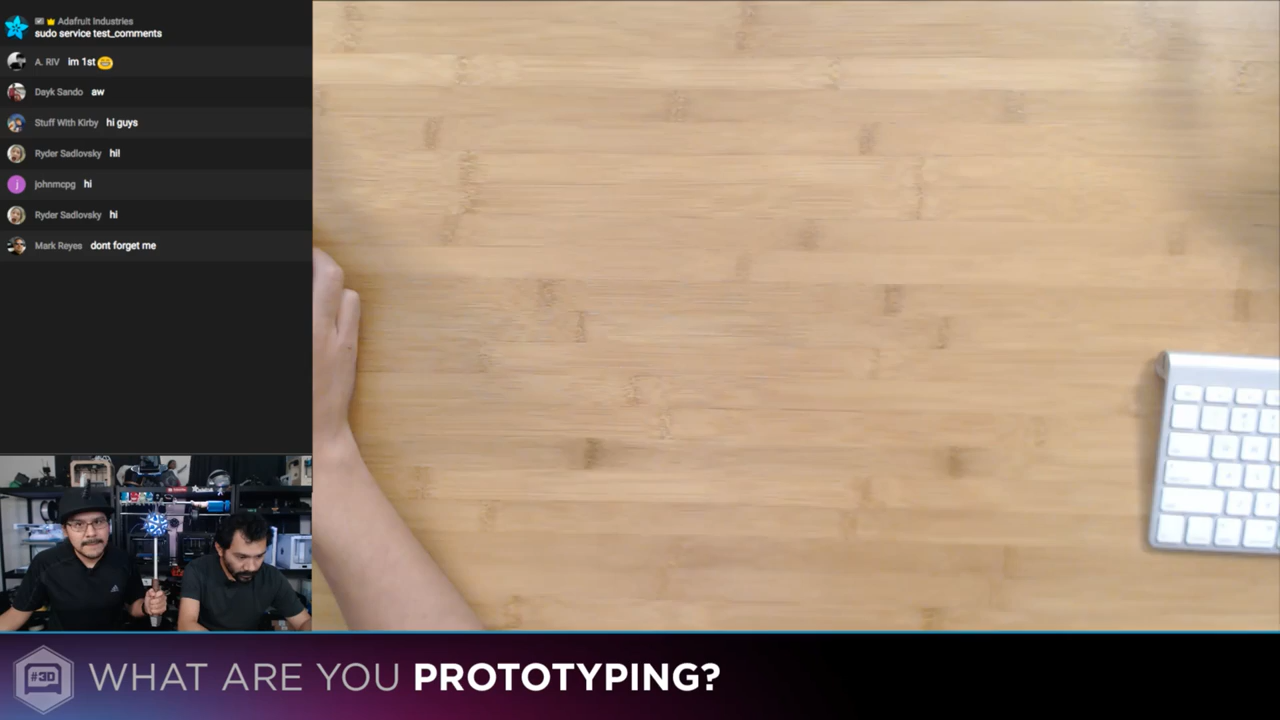 Adafruit Industries
sudo service test_comments
A. RIV im 1st
Dayk Sando aw
Stuff With Kirby hi guys
Ryder Sadlovsky hi!
j
Johnmcpg hi
Ryder Sadlovsky hi
Mark Reyes dont forget me
#3D
WHAT ARE YOU PROTOTYPING?